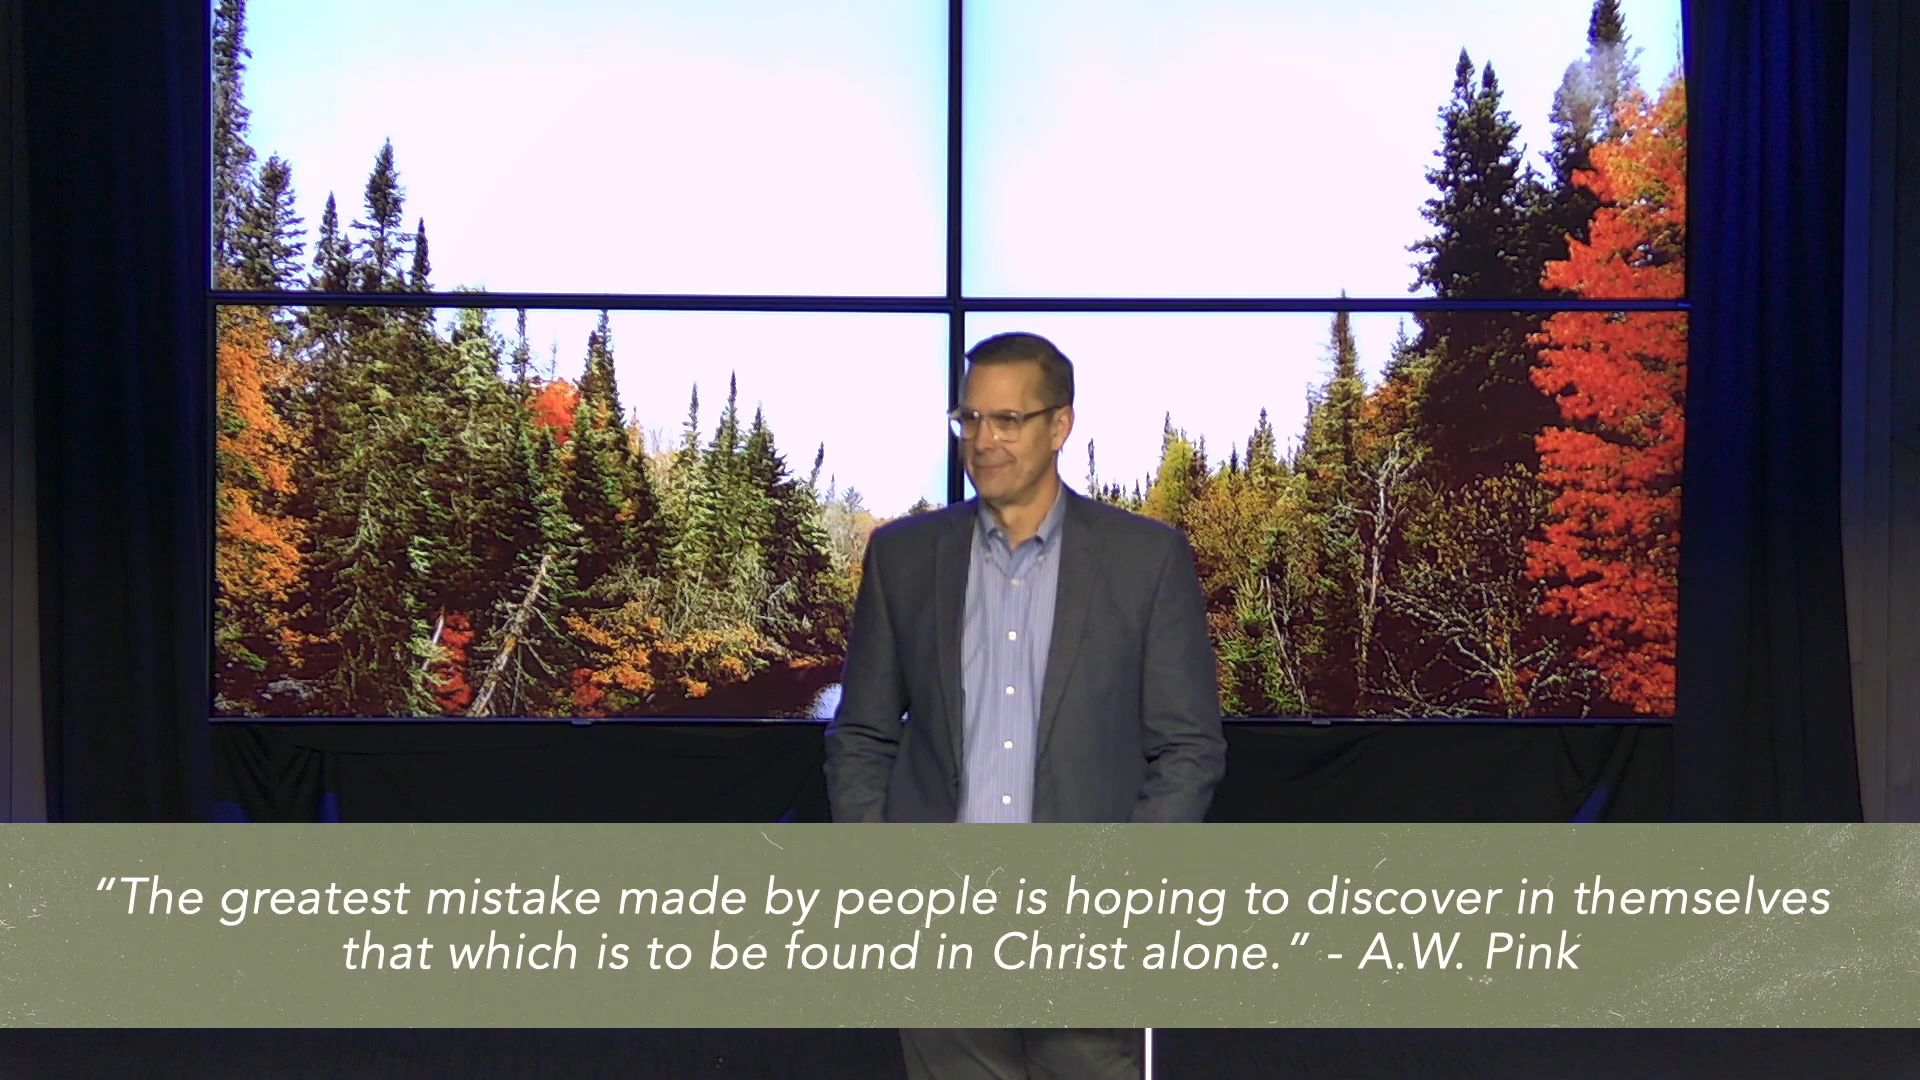 “The greatest mistake made by people is hoping to discover in themselves
that which is to be found in Christ alone.” - A.W. Pink